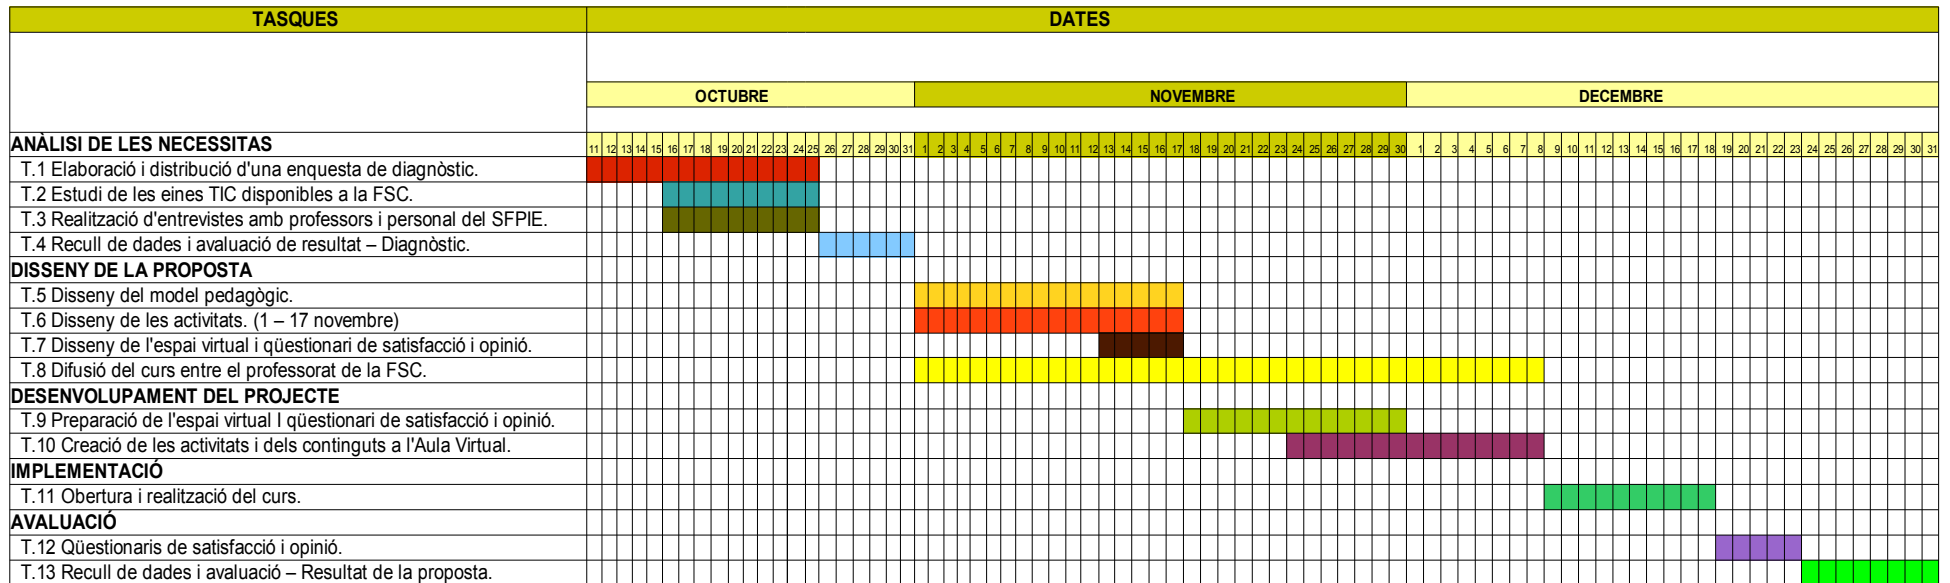 TASQUES DATES
OCTUBRE NOVEMBRE DECEMBRE
ANÀLISI DE LES NECESSITAS 11 12 13 14 15 16 17 18 19 20 21 22 23 24 25 26 27 28 29 30 31 1 2 3 4 5 6 7 8 9 10 11 12 13 14 15 16 17 18 19 20 21 22 23 24 25 26 27 28 29 30 1 2 3 4 5 6 7 8 9 10 11 12 13 14 15 16 17 18 19 20 21 22 23 24 25 26 27 28 29 30 31
T.1 Elaboració i distribució d'una enquesta de diagnòstic.
T.2 Estudi de les eines TIC disponibles a la FSC.
T.3 Realització d'entrevistes amb professors i personal del SFPIE.
T.4 Recull de dades i avaluació de resultat – Diagnòstic.
DISSENY DE LA PROPOSTA
T.5 Disseny del model pedagògic.
T.6 Disseny de les activitats. (1 – 17 novembre)
T.7 Disseny de l'espai virtual i qüestionari de satisfacció i opinió.
T.8 Difusió del curs entre el professorat de la FSC.
DESENVOLUPAMENT DEL PROJECTE
T.9 Preparació de l'espai virtual I qüestionari de satisfacció i opinió.
T.10 Creació de les activitats i dels continguts a l'Aula Virtual.
IMPLEMENTACIÓ
T.11 Obertura i realització del curs.
AVALUACIÓ
T.12 Qüestionaris de satisfacció i opinió.
T.13 Recull de dades i avaluació – Resultat de la proposta.